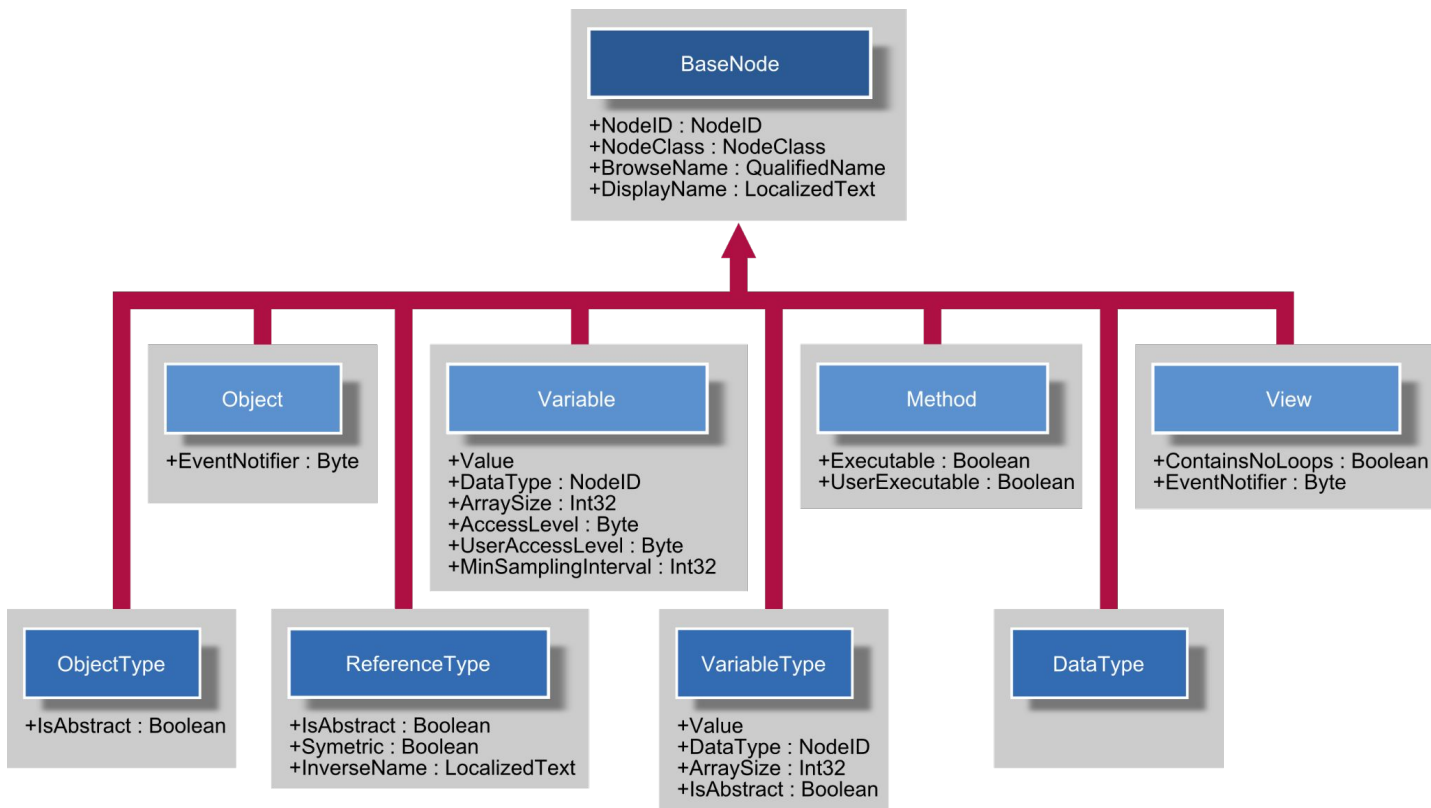 BaseNode
+NodeID : NodeID
+NodeClass : NodeClass
+BrowseName : QualifiedName
+DisplayName : LocalizedText
Object
+EventNotifier : Byte
Variable
+Value
+DataType : NodeID
+ArraySize : Int32
+AccessLevel : Byte
+UserAccessLevel : Byte
+MinSamplingInterval : Int32
Method
+Executable : Boolean
+UserExecutable : Boolean
View
+ContainsNoLoops : Boolean
+EventNotifier : Byte
ObjectType
+IsAbstract : Boolean
ReferenceType
+IsAbstract : Boolean
+Symetric : Boolean
+InverseName : LocalizedText
VariableType
+Value
+DataType : NodeID
+ArraySize : Int32
+IsAbstract : Boolean
DataType